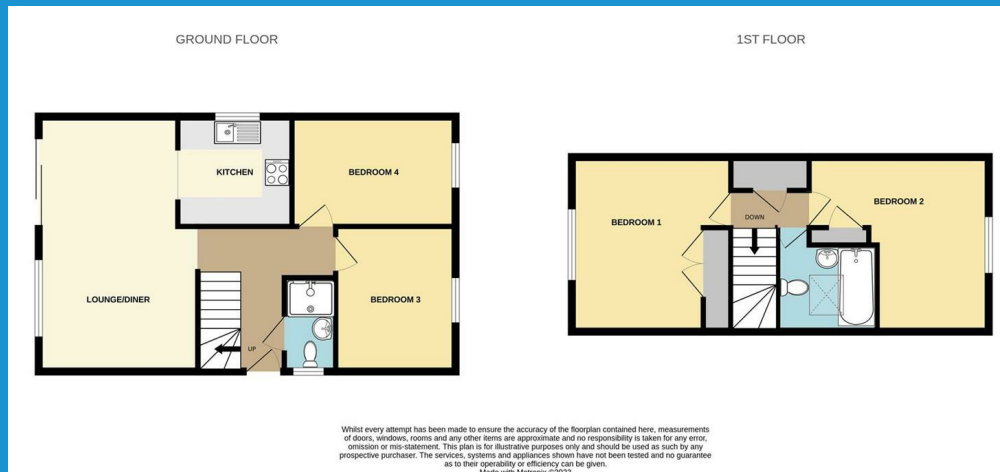 GROUND FLOOR
1ST FLOOR
KITCHEN
BEDROOM 4
LOUNGE/DINER
BEDROOM 3
UP
BEDROOM 1
DOWN
BEDROOM 2
Whilst every attempt has been made to ensure the accuracy of the floorplan contained here, measurements
of doors, windows, rooms and any other items are approximate and no responsibility is taken for any error,
omission or mis-statement. This plan is for illustrative purposes only and should be used as such by any
prospective purchaser. The services, systems and appliances shown have not been tested and no guarantee
as to their operability or efficiency can be given.
Made with Metropix ©2023